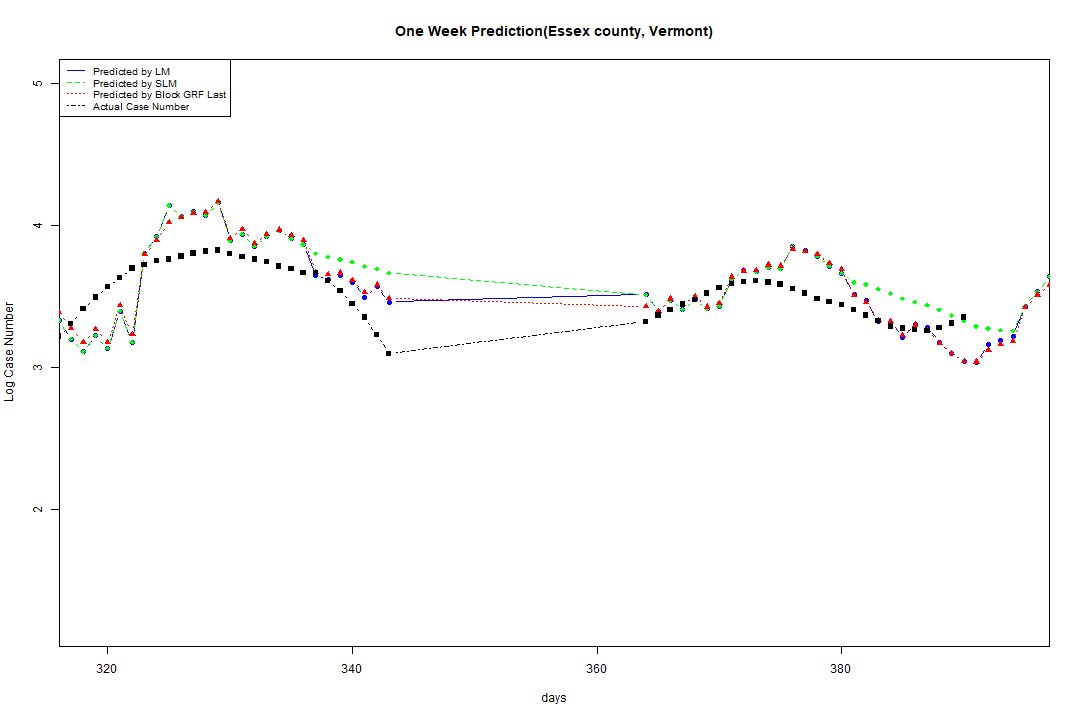 One Week Prediction(Essex county, Vermont)
Predicted by LM
Predicted by SLM
Predicted by Block GRF Last
Actual Case Number
5
4
3
2
Log Case Number
320 340 360 380
days